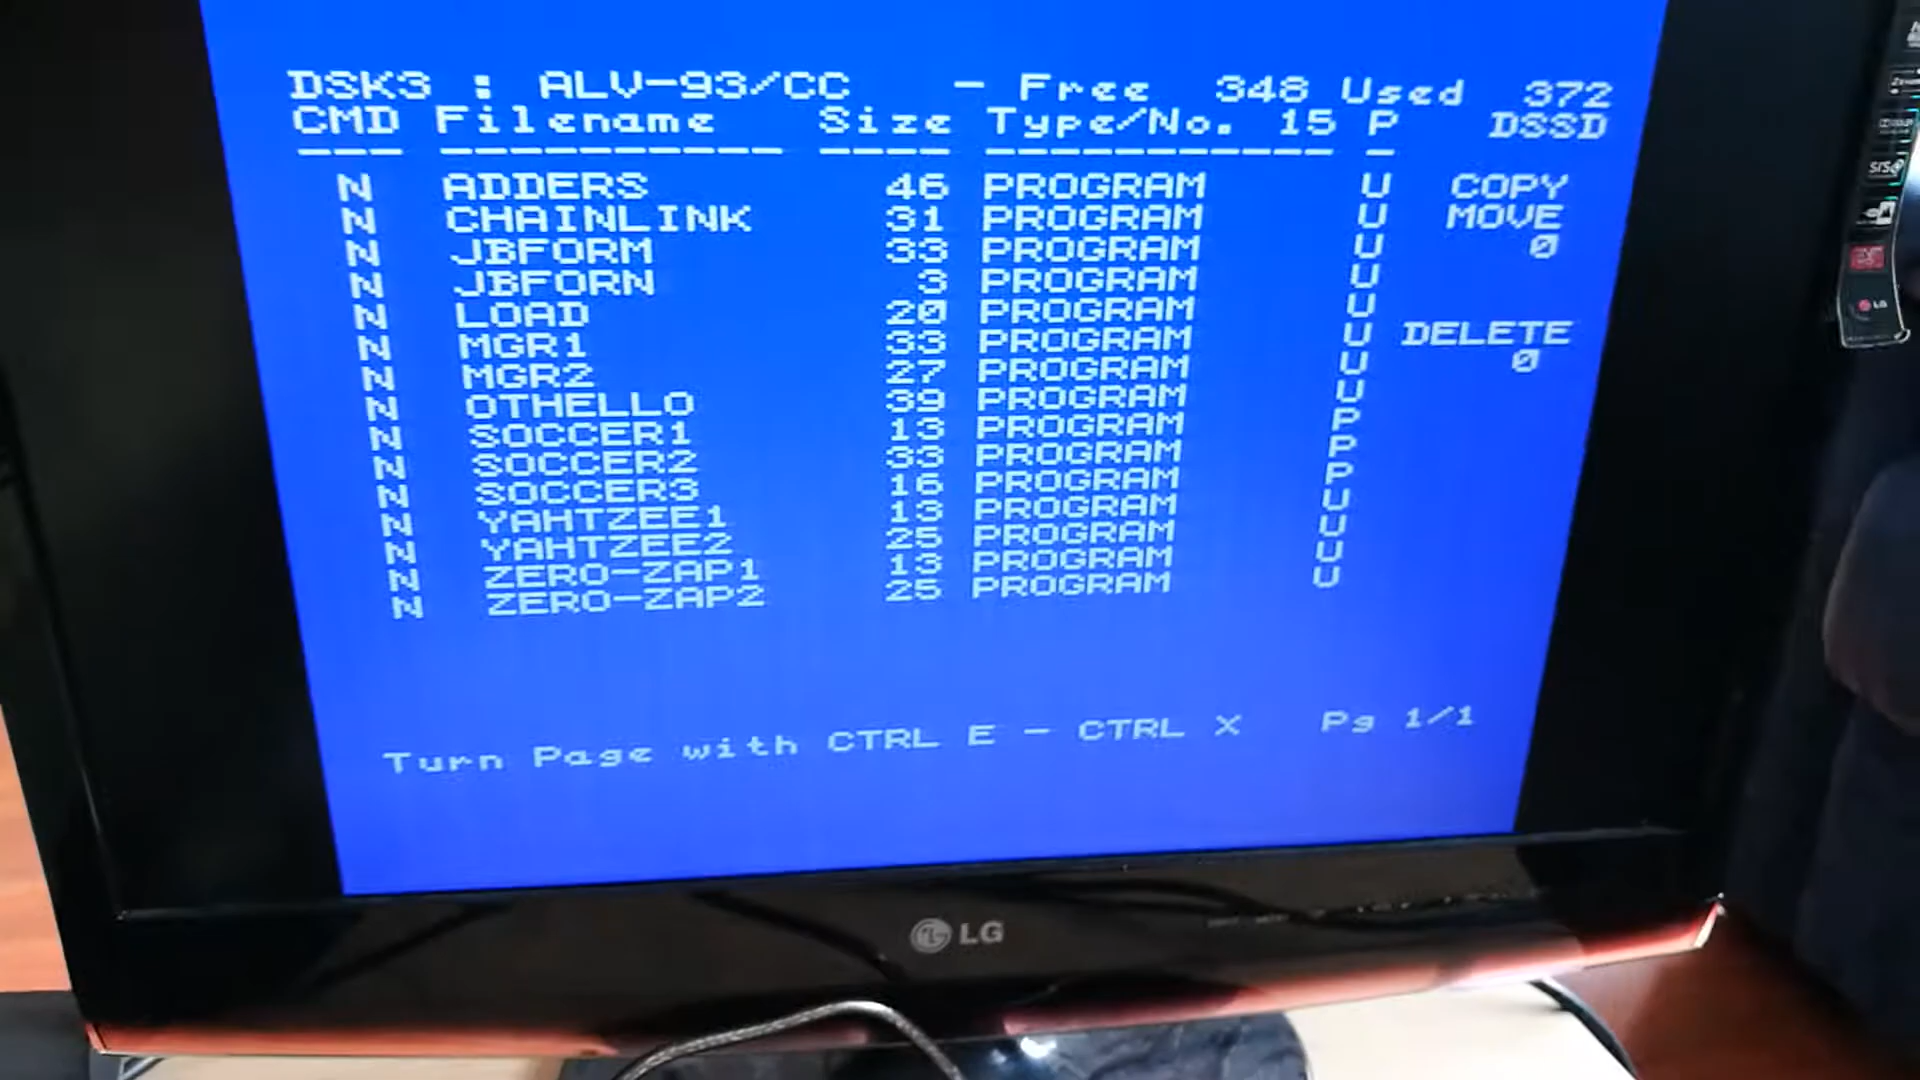 DSK3 : ALV-93/CC - Free 348 Used 372
CMD Filename Size Type/No. 15 P DSSD
--- ---------- ---- ----------- -
N ADDERS 46 PROGRAM U COPY
N CHAINLINK 31 PROGRAM U MOVE
N JBFORM 33 PROGRAM U 0
N JBFORN 3 PROGRAM U
N LOAD 20 PROGRAM U
N MGR1 33 PROGRAM U DELETE
N MGR2 27 PROGRAM U 0
N OTHELLO 39 PROGRAM U
N SOCCER1 13 PROGRAM P
N SOCCER2 33 PROGRAM P
N SOCCER3 16 PROGRAM P
N YAHTZEE1 13 PROGRAM U
N YAHTZEE2 25 PROGRAM U
N ZERO-ZAP1 13 PROGRAM U
N ZERO-ZAP2 25 PROGRAM U
Turn Page with CTRL E - CTRL X Pg 1/1
LG
SRS
LG